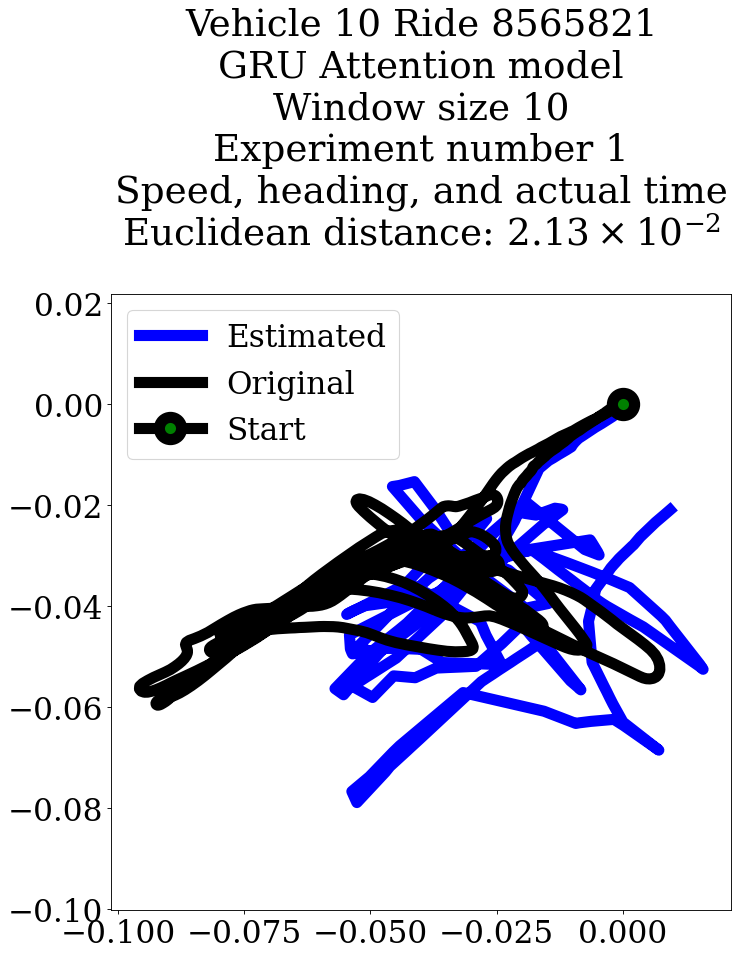 Vehicle 10 Ride 8565821
GRU Attention model
Window size 10
Experiment number 1
Speed, heading, and actual time
Euclidean distance: 2.13 × 10⁻²
Estimated
Original
Start
0.02
0.00
−0.02
−0.04
−0.06
−0.08
−0.10
−0.100 −0.075 −0.050 −0.025 0.000